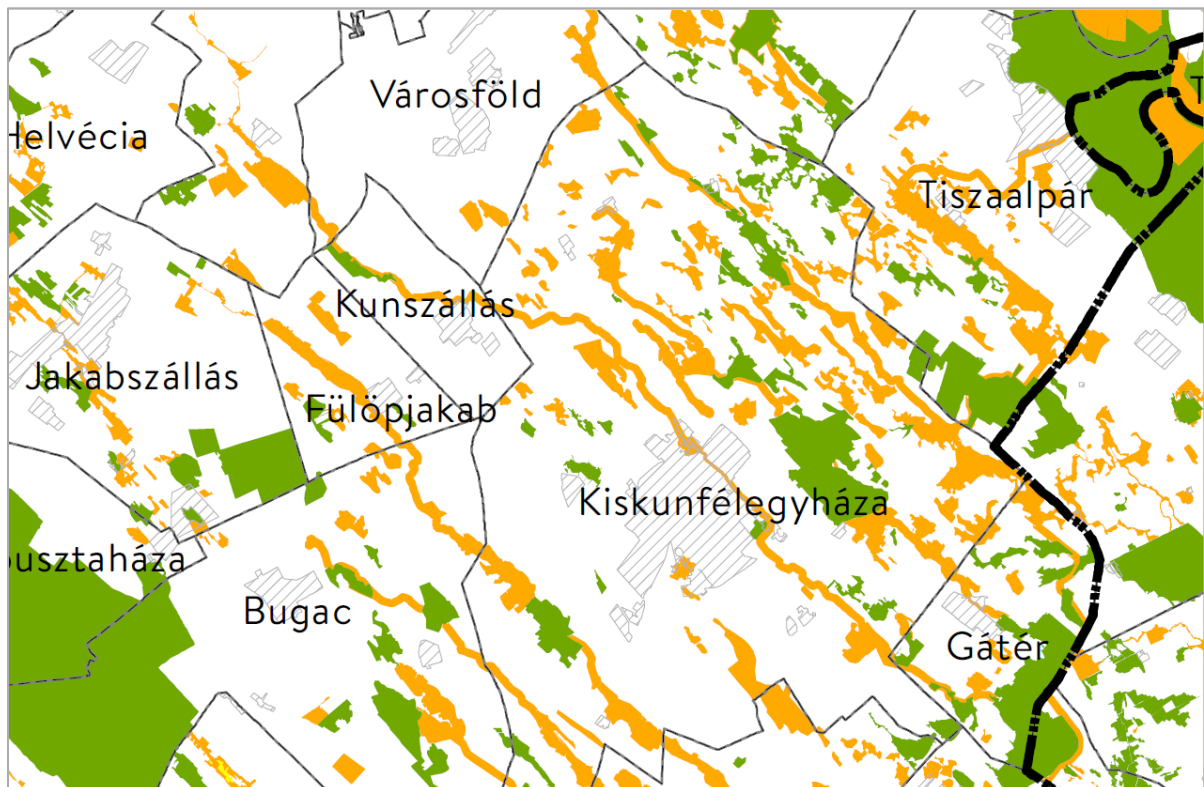 Városföld
Helvécia
Tiszaalpár
Kunszállás
Jakabszállás
Fülöpjakab
Kiskunfélegyháza
pusztaháza
Bugac
Gátér